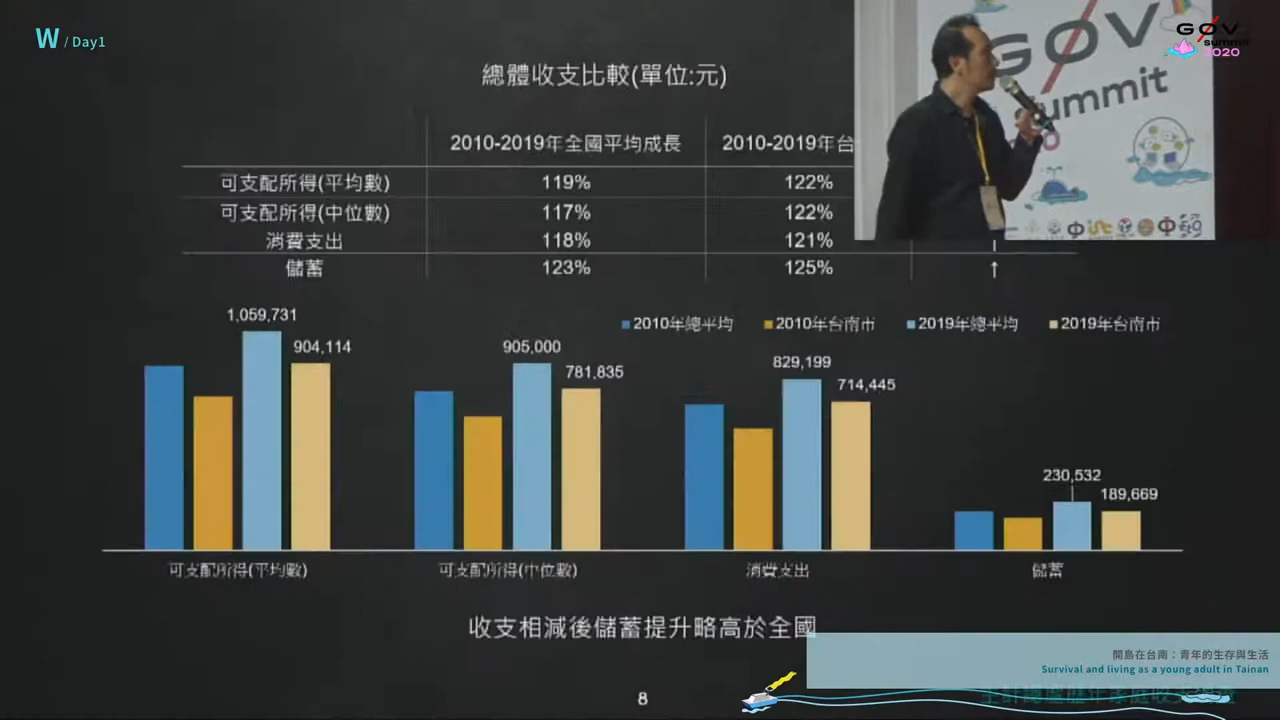 W / Day1
總體收支比較(單位:元)
2010-2019年全國平均成長 2010-2019年台
可支配所得(平均數) 119% 122%
可支配所得(中位數) 117% 122%
消費支出 118% 121%
儲蓄 123% 125% ↑
2010年總平均 2010年台南市 2019年總平均 2019年台南市
1,059,731
904,114
905,000
781,835
829,199
714,445
230,532
189,669
可支配所得(平均數) 可支配所得(中位數) 消費支出 儲蓄
收支相減後儲蓄提升略高於全國
8
GØV
summit
GØV
summit
2020
開島在台南：青年的生存與生活
Survival and living as a young adult in Tainan